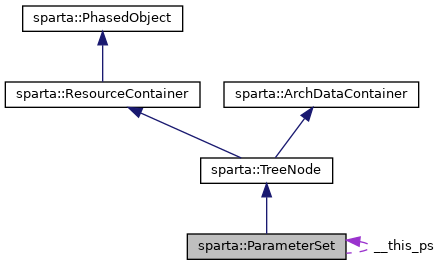 sparta::PhasedObject
sparta::ResourceContainer
sparta::ArchDataContainer
sparta::TreeNode
sparta::ParameterSet
__this_ps